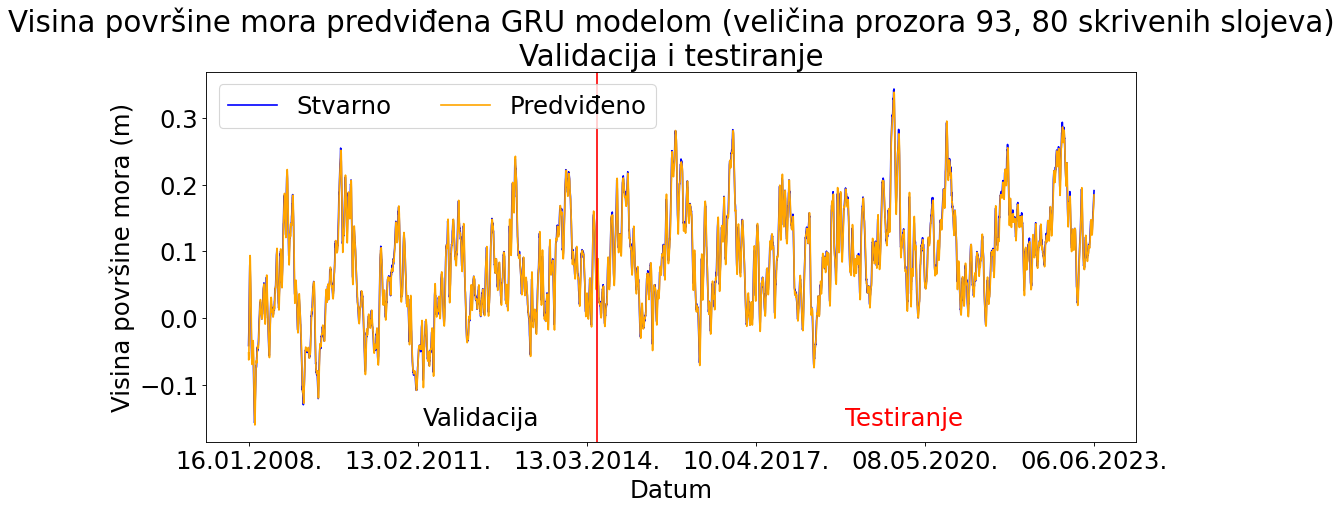 Visina površine mora predviđena GRU modelom (veličina prozora 93, 80 skrivenih slojeva)
Validacija i testiranje
Stvarno
Predviđeno
Visina površine mora (m)
0.3
0.2
0.1
0.0
−0.1
Validacija
Testiranje
16.01.2008.
13.02.2011.
13.03.2014.
10.04.2017.
08.05.2020.
06.06.2023.
Datum